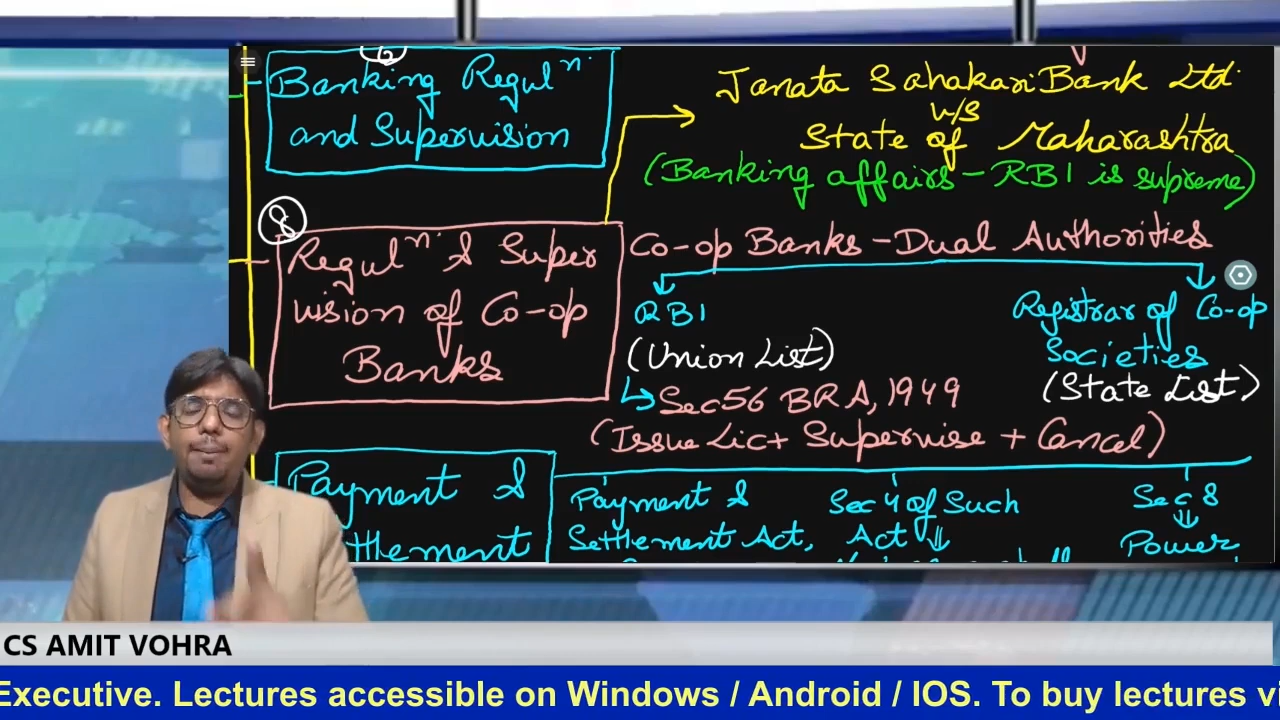 6
Banking Regulⁿ.
and Supervision
Janata Sahakari Bank Ltd.
v/s
State of Maharashtra
(Banking affairs - RBI is supreme)
8
Regulⁿ. & Super
vision of Co-op
Banks
Co-op Banks - Dual Authorities
RBI
(Union List)
Sec 56 BRA, 1949
(Issue Lic + Supervise + Cancel)
Registrar of Co-op
Societies
(State List)
Payment &
ttlement
Payment &
Settlement Act,
Sec 4 of Such
Act
Sec 8
Power
CS AMIT VOHRA
Executive. Lectures accessible on Windows / Android / IOS. To buy lectures vi